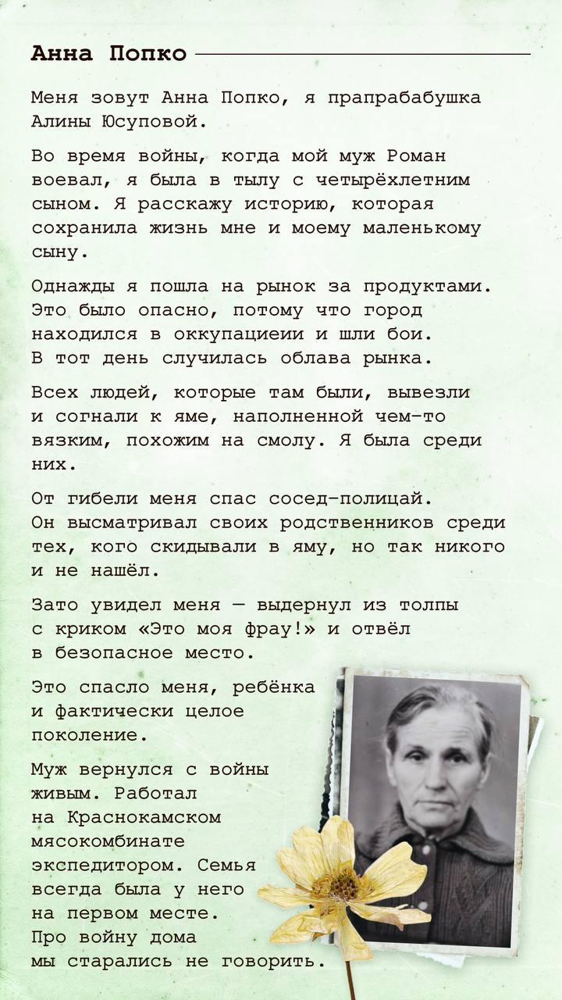 Анна Попко
Меня зовут Анна Попко, я прапрабабушка
Алины Юсуповой.
Во время войны, когда мой муж Роман
воевал, я была в тылу с четырёхлетним
сыном. Я расскажу историю, которая
сохранила жизнь мне и моему маленькому
сыну.
Однажды я пошла на рынок за продуктами.
Это было опасно, потому что город
находился в оккупациеии и шли бои.
В тот день случилась облава рынка.
Всех людей, которые там были, вывезли
и согнали к яме, наполненной чем-то
вязким, похожим на смолу. Я была среди
них.
От гибели меня спас сосед-полицай.
Он высматривал своих родственников среди
тех, кого скидывали в яму, но так никого
и не нашёл.
Зато увидел меня — выдернул из толпы
с криком «Это моя фрау!» и отвёл
в безопасное место.
Это спасло меня, ребёнка
и фактически целое
поколение.
Муж вернулся с войны
живым. Работал
на Краснокамском
мясокомбинате
экспедитором. Семья
всегда была у него
на первом месте.
Про войну дома
мы старались не говорить.